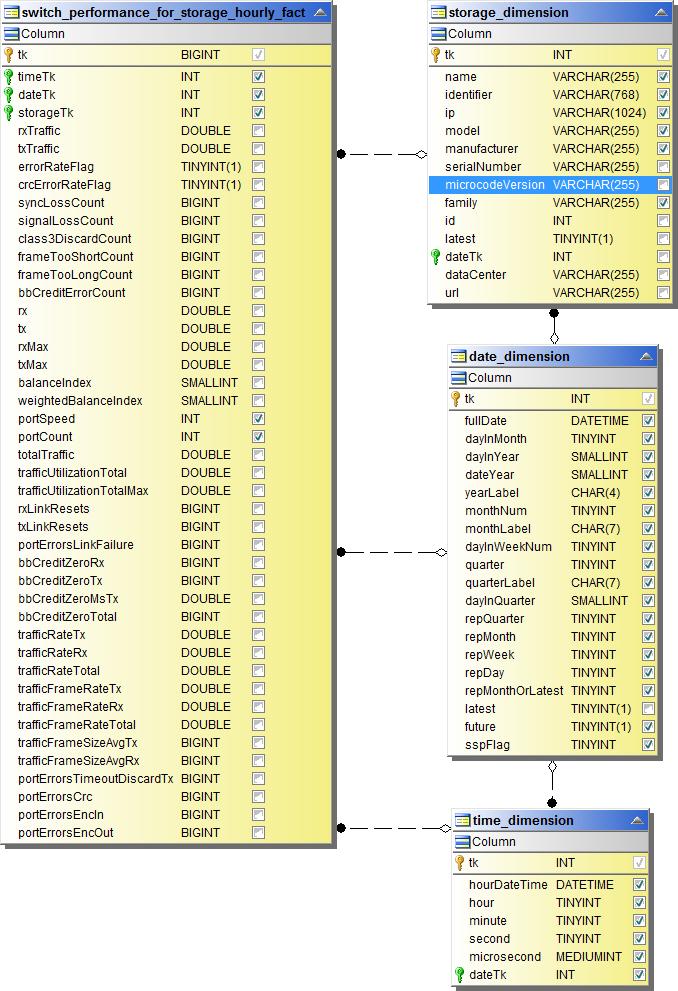 switch_performance_for_storage_hourly_fact
Column
tk BIGINT
timeTk INT
dateTk INT
storageTk INT
rxTraffic DOUBLE
txTraffic DOUBLE
errorRateFlag TINYINT(1)
crcErrorRateFlag TINYINT(1)
syncLossCount BIGINT
signalLossCount BIGINT
class3DiscardCount BIGINT
frameTooShortCount BIGINT
frameTooLongCount BIGINT
bbCreditErrorCount BIGINT
rx DOUBLE
tx DOUBLE
rxMax DOUBLE
txMax DOUBLE
balanceIndex SMALLINT
weightedBalanceIndex SMALLINT
portSpeed INT
portCount INT
totalTraffic DOUBLE
trafficUtilizationTotal DOUBLE
trafficUtilizationTotalMax DOUBLE
rxLinkResets BIGINT
txLinkResets BIGINT
portErrorsLinkFailure BIGINT
bbCreditZeroRx BIGINT
bbCreditZeroTx BIGINT
bbCreditZeroMsTx DOUBLE
bbCreditZeroTotal BIGINT
trafficRateTx DOUBLE
trafficRateRx DOUBLE
trafficRateTotal DOUBLE
trafficFrameRateTx DOUBLE
trafficFrameRateRx DOUBLE
trafficFrameRateTotal DOUBLE
trafficFrameSizeAvgTx BIGINT
trafficFrameSizeAvgRx BIGINT
portErrorsTimeoutDiscardTx BIGINT
portErrorsCrc BIGINT
portErrorsEncIn BIGINT
portErrorsEncOut BIGINT
storage_dimension
Column
tk INT
name VARCHAR(255)
identifier VARCHAR(768)
ip VARCHAR(1024)
model VARCHAR(255)
manufacturer VARCHAR(255)
serialNumber VARCHAR(255)
microcodeVersion VARCHAR(255)
family VARCHAR(255)
id INT
latest TINYINT(1)
dateTk INT
dataCenter VARCHAR(255)
url VARCHAR(255)
date_dimension
Column
tk INT
fullDate DATETIME
dayInMonth TINYINT
dayInYear SMALLINT
dateYear SMALLINT
yearLabel CHAR(4)
monthNum TINYINT
monthLabel CHAR(7)
dayInWeekNum TINYINT
quarter TINYINT
quarterLabel CHAR(7)
dayInQuarter SMALLINT
repQuarter TINYINT
repMonth TINYINT
repWeek TINYINT
repDay TINYINT
repMonthOrLatest TINYINT
latest TINYINT(1)
future TINYINT(1)
sspFlag TINYINT
time_dimension
Column
tk INT
hourDateTime DATETIME
hour TINYINT
minute TINYINT
second TINYINT
microsecond MEDIUMINT
dateTk INT